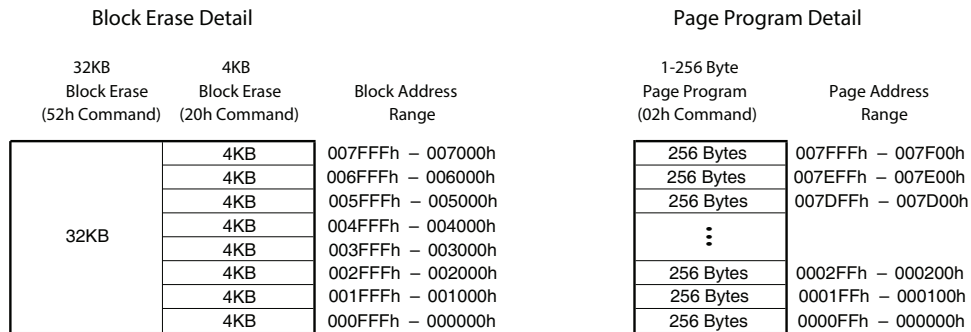 Block Erase Detail
Page Program Detail
32KB
Block Erase
(52h Command)
4KB
Block Erase
(20h Command)
Block Address
Range
1-256 Byte
Page Program
(02h Command)
Page Address
Range
32KB
4KB 007FFFh – 007000h
4KB 006FFFh – 006000h
4KB 005FFFh – 005000h
4KB 004FFFh – 004000h
4KB 003FFFh – 003000h
4KB 002FFFh – 002000h
4KB 001FFFh – 001000h
4KB 000FFFh – 000000h
256 Bytes 007FFFh – 007F00h
256 Bytes 007EFFh – 007E00h
256 Bytes 007DFFh – 007D00h
256 Bytes 0002FFh – 000200h
256 Bytes 0001FFh – 000100h
256 Bytes 0000FFh – 000000h